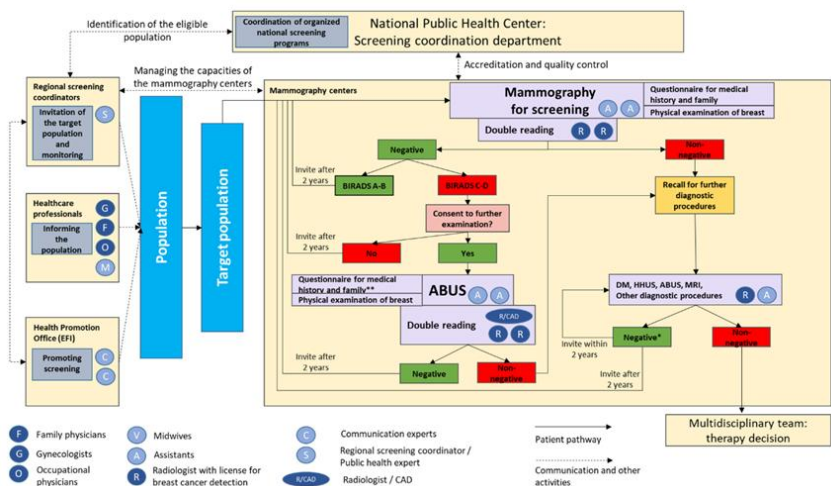 Identification of the eligible
population
Coordination of organized
national screening
programs
National Public Health Center:
Screening coordination department
Managing the capacities of
the mammography centers
Accreditation and quality control
Regional screening
coordinators
Invitation of
the target
population and
monitoring
S
Healthcare
professionals
Informing
the
population
G
F
O
M
Health Promotion
Office (EFI)
Promoting
screening
C
C
Population
Target population
Mammography centers
Mammography
for screening
A
A
Questionnaire for medical
history and family
Physical examination of breast
Double reading
R
R
Negative
Non-
negative
Invite after
2 years
BIRADS A-B
BIRADS C-D
Recall for further
diagnostic
procedures
Consent to further
examination?
Invite after
2 years
No
Yes
Questionnaire for medical
history and family**
Physical examination of breast
ABUS
A
A
R/CAD
Double reading
R
R
DM, HHUS, ABUS, MRI,
Other diagnostic procedures
R
A
Invite within
2 years
Negative*
Non-
negative
Invite after
2 years
Negative
Non-
negative
Invite after
2 years
Multidisciplinary team:
therapy decision
F Family physicians
G Gynecologists
O Occupational
physicians
V Midwives
A Assistants
R Radiologist with license for
breast cancer detection
C Communication experts
S Regional screening coordinator /
Public health expert
R/CAD Radiologist / CAD
Patient pathway
Communication and other
activities